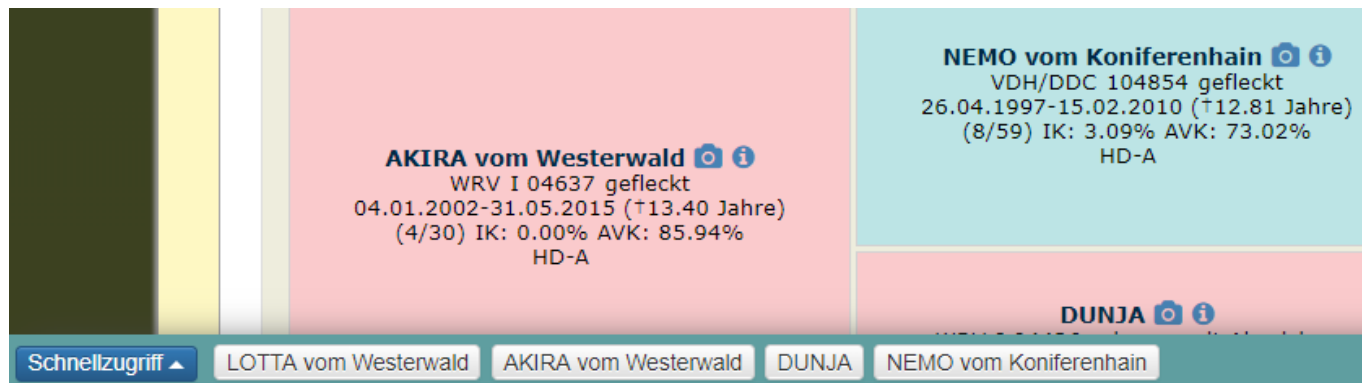 NEMO vom Koniferenhain
VDH/DDC 104854 gefleckt
26.04.1997-15.02.2010 (†12.81 Jahre)
(8/59) IK: 3.09% AVK: 73.02%
HD-A
AKIRA vom Westerwald
WRV I 04637 gefleckt
04.01.2002-31.05.2015 (†13.40 Jahre)
(4/30) IK: 0.00% AVK: 85.94%
HD-A
DUNJA
Schnellzugriff
LOTTA vom Westerwald
AKIRA vom Westerwald
DUNJA
NEMO vom Koniferenhain